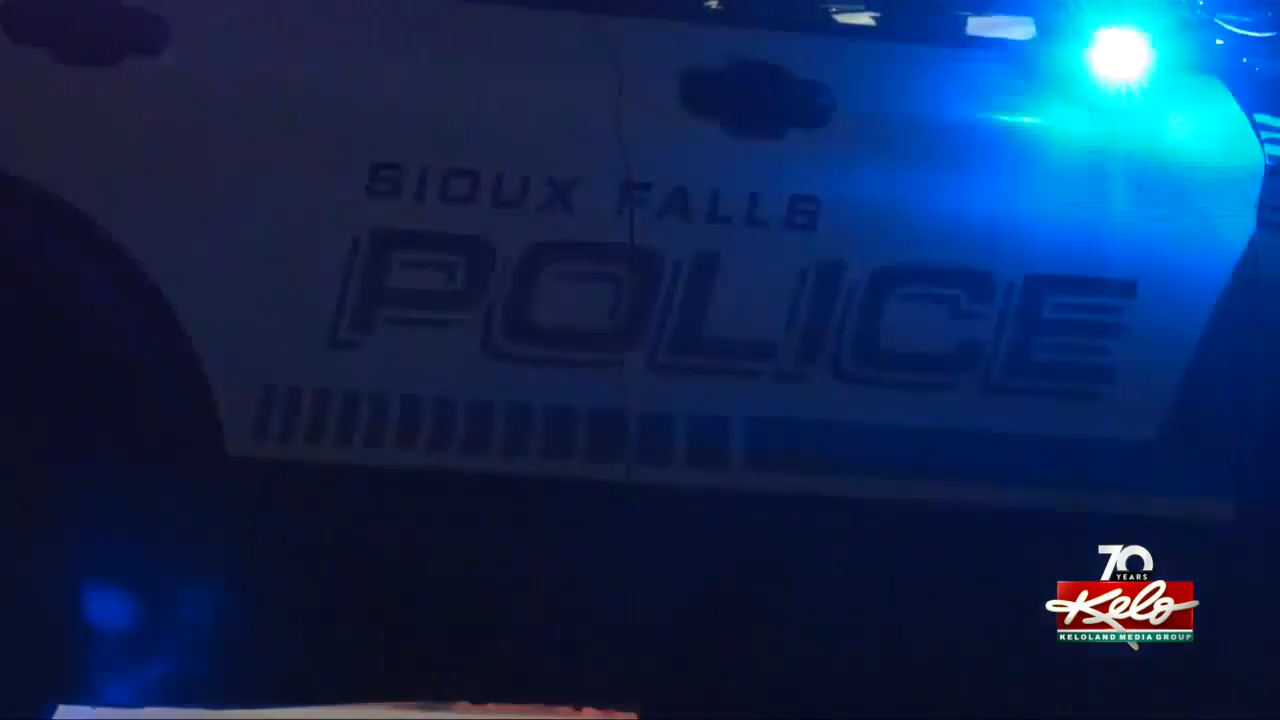 SIOUX FALLS
POLICE
70
YEARS
Kelo
KELOLAND MEDIA GROUP